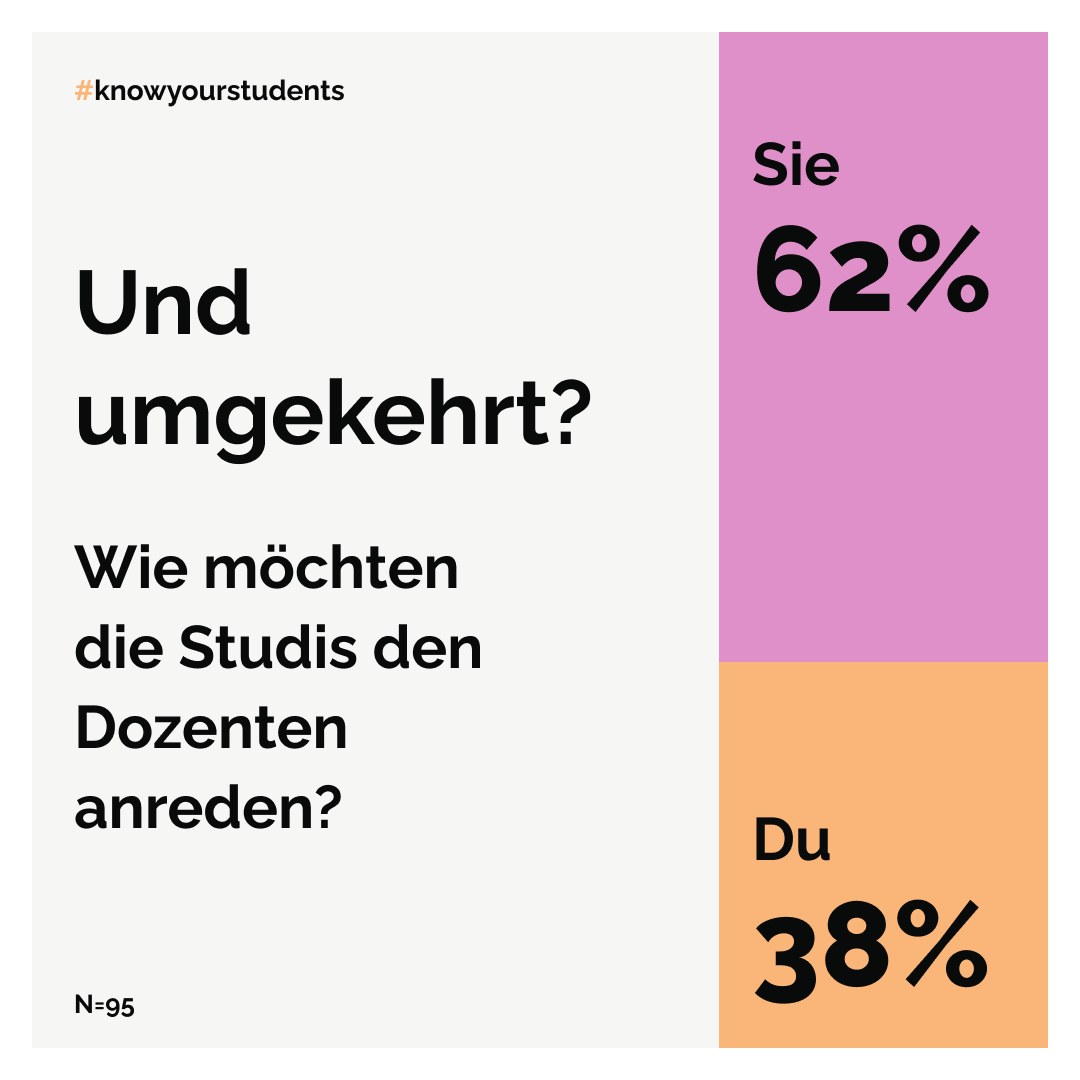 #knowyourstudents
Und
umgekehrt?
Wie möchten
die Studis den
Dozenten
anreden?
N=95
Sie
62%
Du
38%